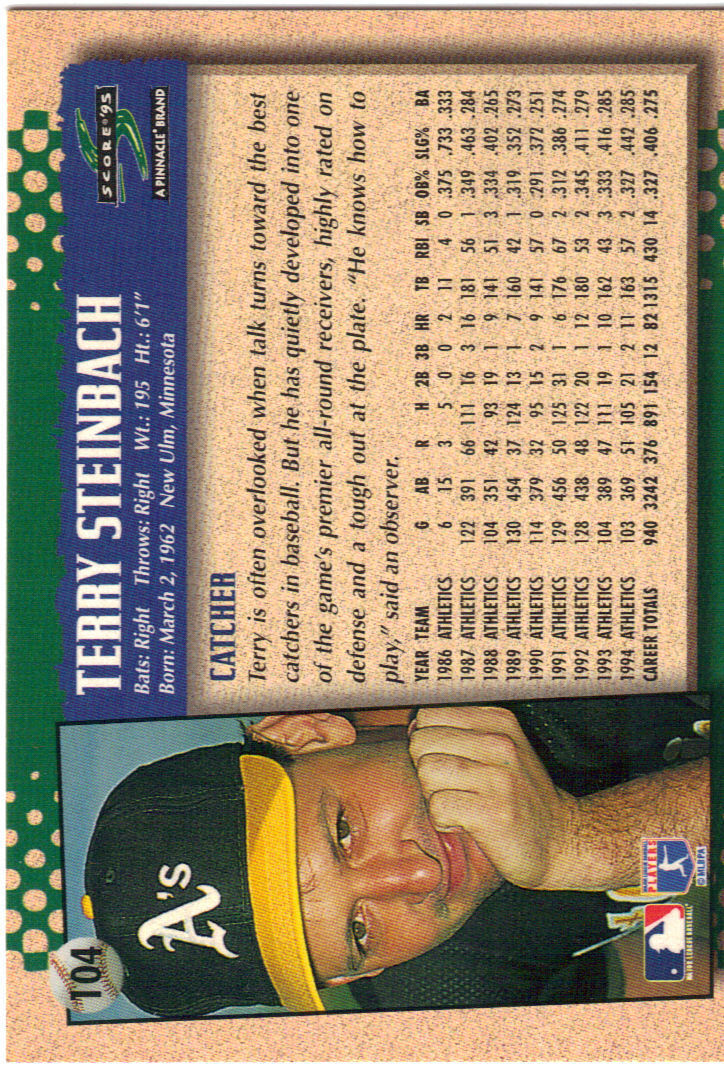 104
A's
TERRY STEINBACH
Bats: Right Throws: Right Wt.: 195 Ht.: 6'1"
Born: March 2, 1962 New Ulm, Minnesota
SCORE® '95
A PINNACLE® BRAND
CATCHER
Terry is often overlooked when talk turns toward the best
catchers in baseball. But he has quietly developed into one
of the game's premier all-round receivers, highly rated on
defense and a tough out at the plate. "He knows how to
play," said an observer.
YEAR TEAM G AB R H 2B 3B HR TB RBI SB OB% SLG% BA
1986 ATHLETICS 6 15 3 5 0 0 2 11 4 0 .375 .733 .333
1987 ATHLETICS 122 391 66 111 16 3 16 181 56 1 .349 .463 .284
1988 ATHLETICS 104 351 42 93 19 1 9 141 51 3 .334 .402 .265
1989 ATHLETICS 130 454 37 124 13 1 7 160 42 1 .319 .352 .273
1990 ATHLETICS 114 379 32 95 15 2 9 141 57 0 .291 .372 .251
1991 ATHLETICS 129 456 50 125 31 1 6 176 67 2 .312 .386 .274
1992 ATHLETICS 128 438 48 122 20 1 12 180 53 2 .345 .411 .279
1993 ATHLETICS 104 389 47 111 19 1 10 162 43 3 .333 .416 .285
1994 ATHLETICS 103 369 51 105 21 2 11 163 57 2 .327 .442 .285
CAREER TOTALS 940 3242 376 891 154 12 82 1315 430 14 .327 .406 .275
MAJOR LEAGUE BASEBALL®
MAJOR LEAGUE BASEBALL
PLAYERS
© MLBPA